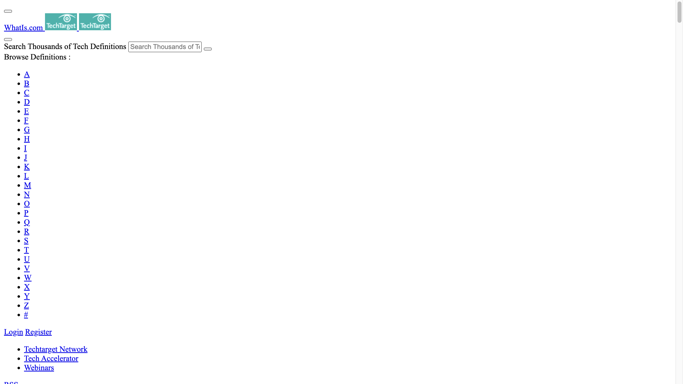 WhatIs.com TechTarget TechTarget
Search Thousands of Tech Definitions Search Thousands of Te
Browse Definitions :
A
B
C
D
E
F
G
H
I
J
K
L
M
N
O
P
Q
R
S
T
U
V
W
X
Y
Z
#
Login Register
Techtarget Network
Tech Accelerator
Webinars
RSS